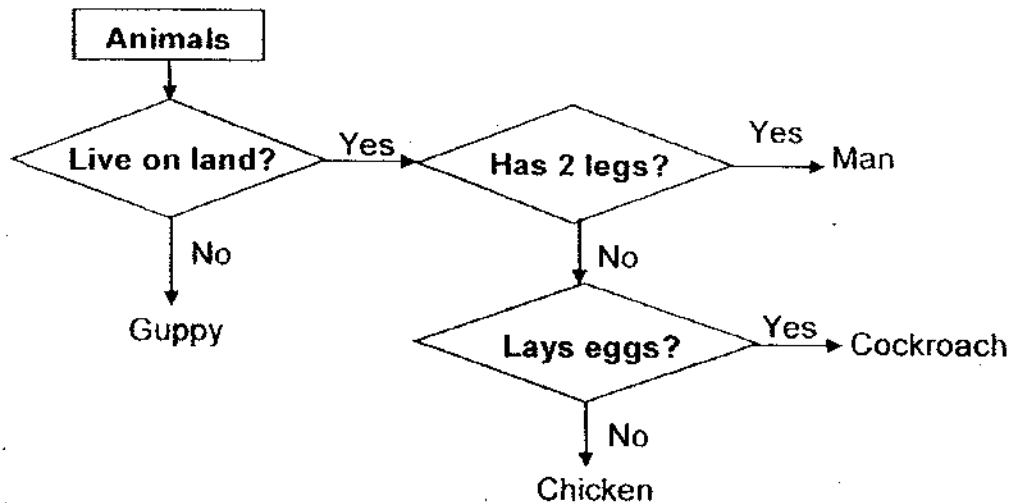 Animals
Live on land?
Yes
Has 2 legs?
Yes
Man
No
No
Guppy
Lays eggs?
Yes
Cockroach
No
Chicken